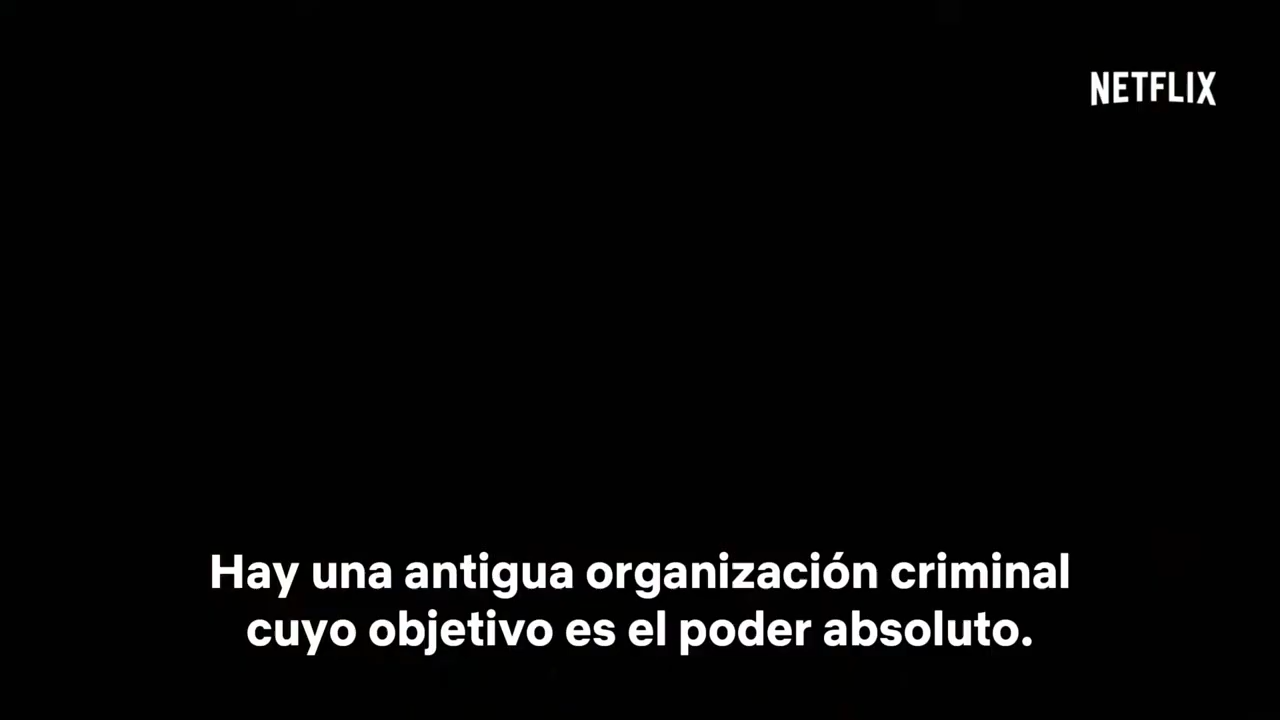 NETFLIX
Hay una antigua organización criminal
cuyo objetivo es el poder absoluto.